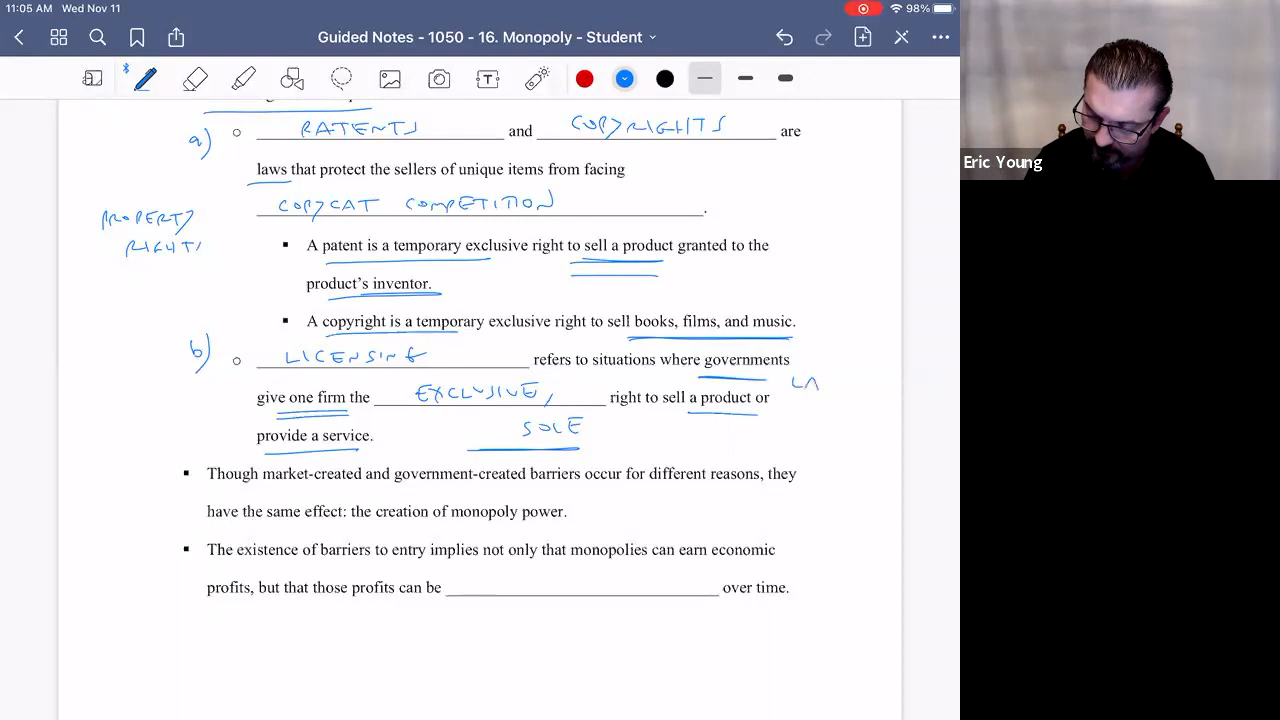 11:05 AM Wed Nov 11
98%
Guided Notes - 1050 - 16. Monopoly - Student
T
a) PATENTS and COPYRIGHTS are
laws that protect the sellers of unique items from facing
COPYCAT COMPETITION.
PROPERTY
RIGHTS
A patent is a temporary exclusive right to sell a product granted to the
product's inventor.
A copyright is a temporary exclusive right to sell books, films, and music.
b) LICENSING refers to situations where governments
give one firm the EXCLUSIVE, right to sell a product or
SOLE
provide a service.
Though market-created and government-created barriers occur for different reasons, they
have the same effect: the creation of monopoly power.
The existence of barriers to entry implies not only that monopolies can earn economic
profits, but that those profits can be over time.
Eric Young